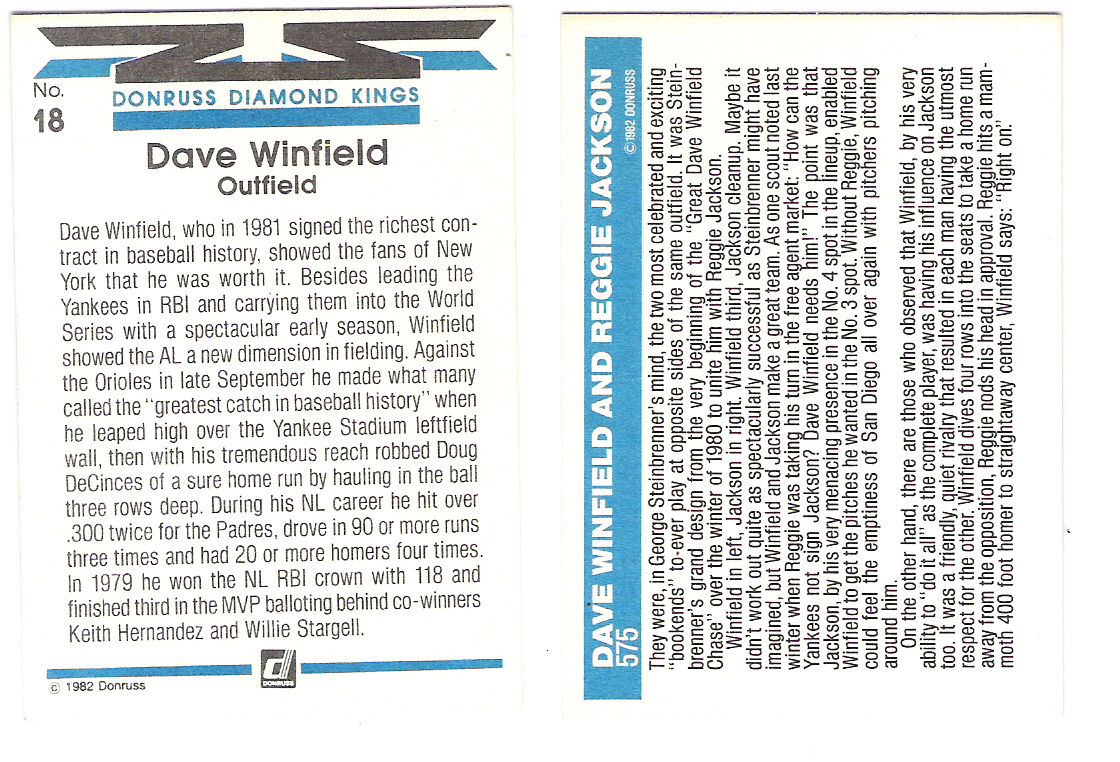 No.
18
DONRUSS DIAMOND KINGS
Dave Winfield
Outfield
Dave Winfield, who in 1981 signed the richest con-
tract in baseball history, showed the fans of New
York that he was worth it. Besides leading the
Yankees in RBI and carrying them into the World
Series with a spectacular early season, Winfield
showed the AL a new dimension in fielding. Against
the Orioles in late September he made what many
called the "greatest catch in baseball history" when
he leaped high over the Yankee Stadium leftfield
wall, then with his tremendous reach robbed Doug
DeCinces of a sure home run by hauling in the ball
three rows deep. During his NL career he hit over
.300 twice for the Padres, drove in 90 or more runs
three times and had 20 or more homers four times.
In 1979 he won the NL RBI crown with 118 and
finished third in the MVP balloting behind co-winners
Keith Hernandez and Willie Stargell.
d
DONRUSS
© 1982 Donruss
DAVE WINFIELD AND REGGIE JACKSON
575
© 1982 DONRUSS
They were, in George Steinbrenner's mind, the two most celebrated and exciting
"bookends" to-ever play at opposite sides of the same outfield. It was Stein-
brenner's grand design from the very beginning of the "Great Dave Winfield
Chase" over the winter of 1980 to unite him with Reggie Jackson.
Winfield in left, Jackson in right. Winfield third, Jackson cleanup. Maybe it
didn't work out quite as spectacularly successful as Steinbrenner might have
imagined, but Winfield and Jackson make a great team. As one scout noted last
winter when Reggie was taking his turn in the free agent market: "How can the
Yankees not sign Jackson? Dave Winfield needs him!" The point was that
Jackson, by his very menacing presence in the No. 4 spot in the lineup, enabled
Winfield to get the pitches he wanted in the No. 3 spot. Without Reggie, Winfield
could feel the emptiness of San Diego all over again with pitchers pitching
around him.
On the other hand, there are those who observed that Winfield, by his very
ability to "do it all" as the complete player, was having his influence on Jackson
too. It was a friendly, quiet rivalry that resulted in each man having the utmost
respect for the other. Winfield dives four rows into the seats to take a home run
away from the opposition, Reggie nods his head in approval. Reggie hits a mam-
moth 400 foot homer to straightaway center, Winfield says: "Right on."